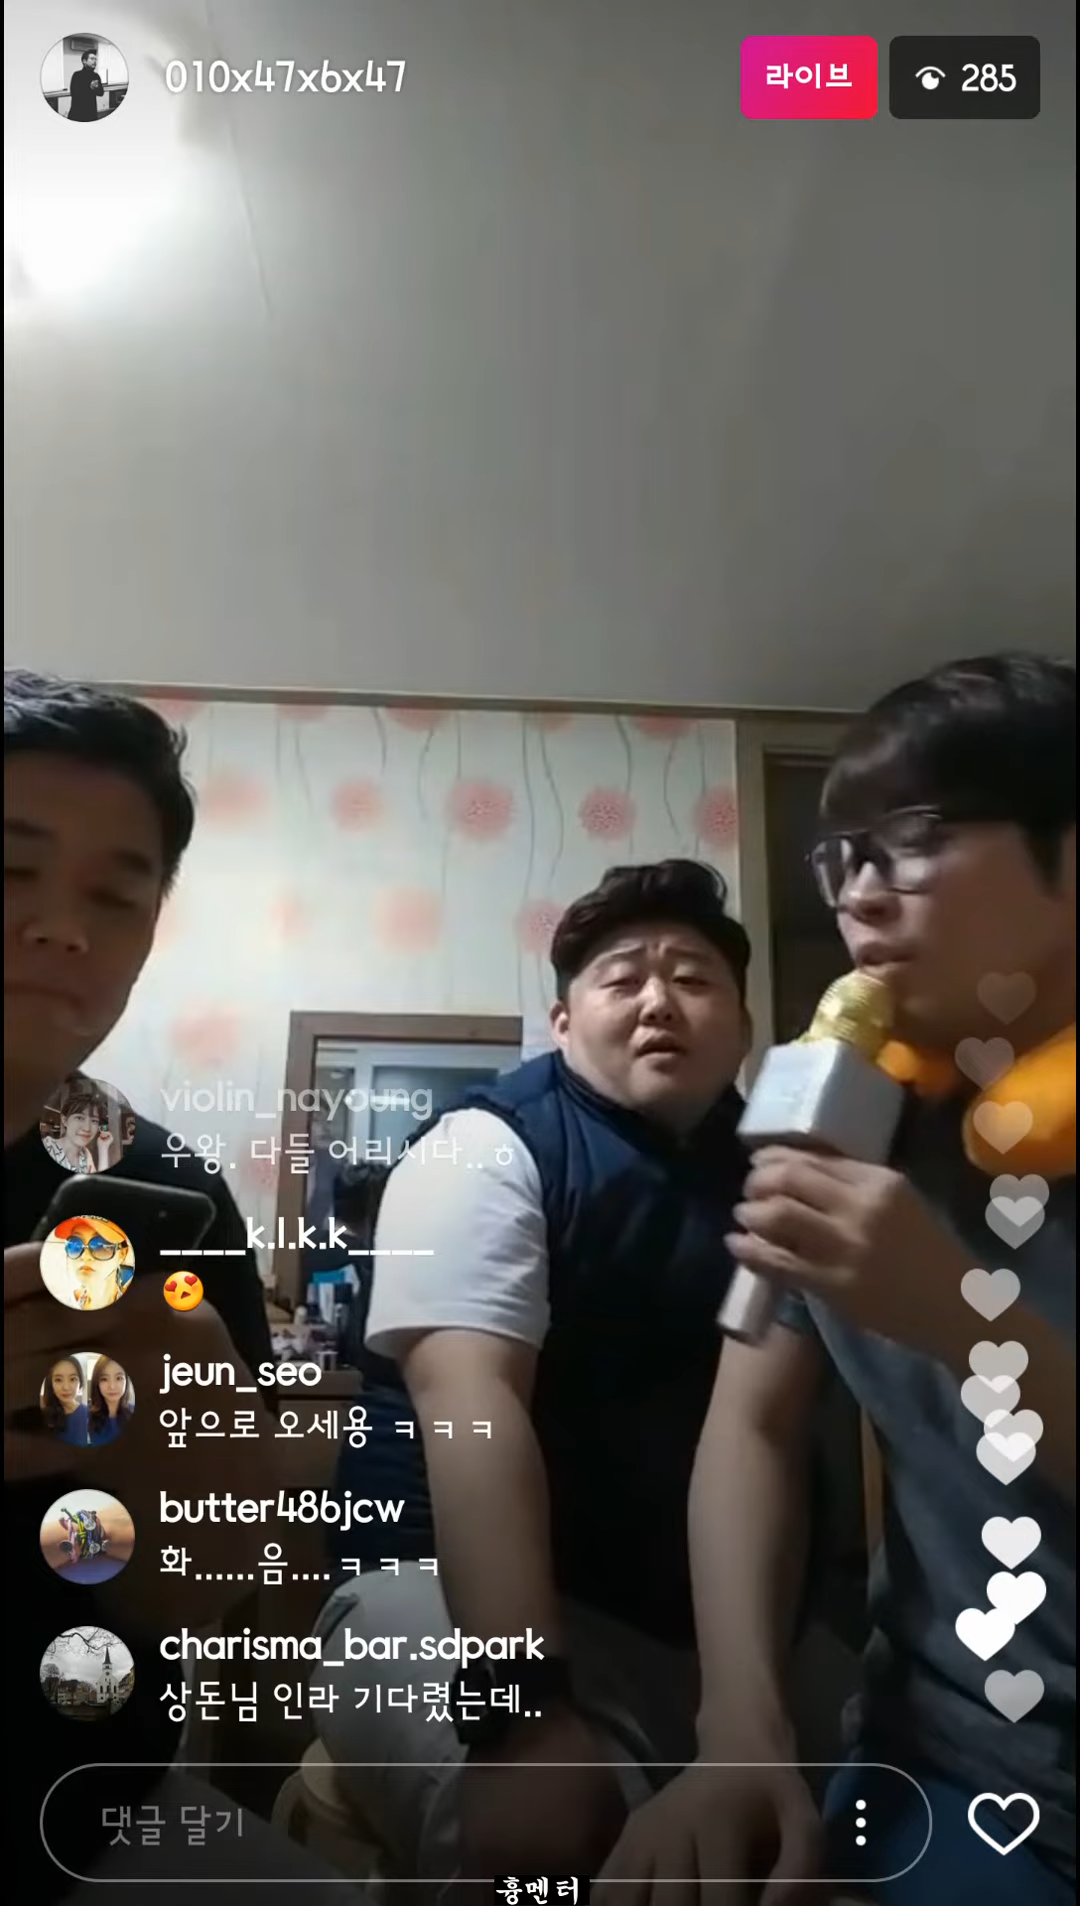 010x47x6x47
라이브
285
violin_nayoung
우왕. 다들 어리시다..ㅎ
____k.l.k.k____
😍
jeun_seo
앞으로 오세용 ㅋㅋㅋ
butter486jcw
화......음....ㅋㅋㅋ
charisma_bar.sdpark
상돈님 인라 기다렸는데..
댓글 달기
흥멘터